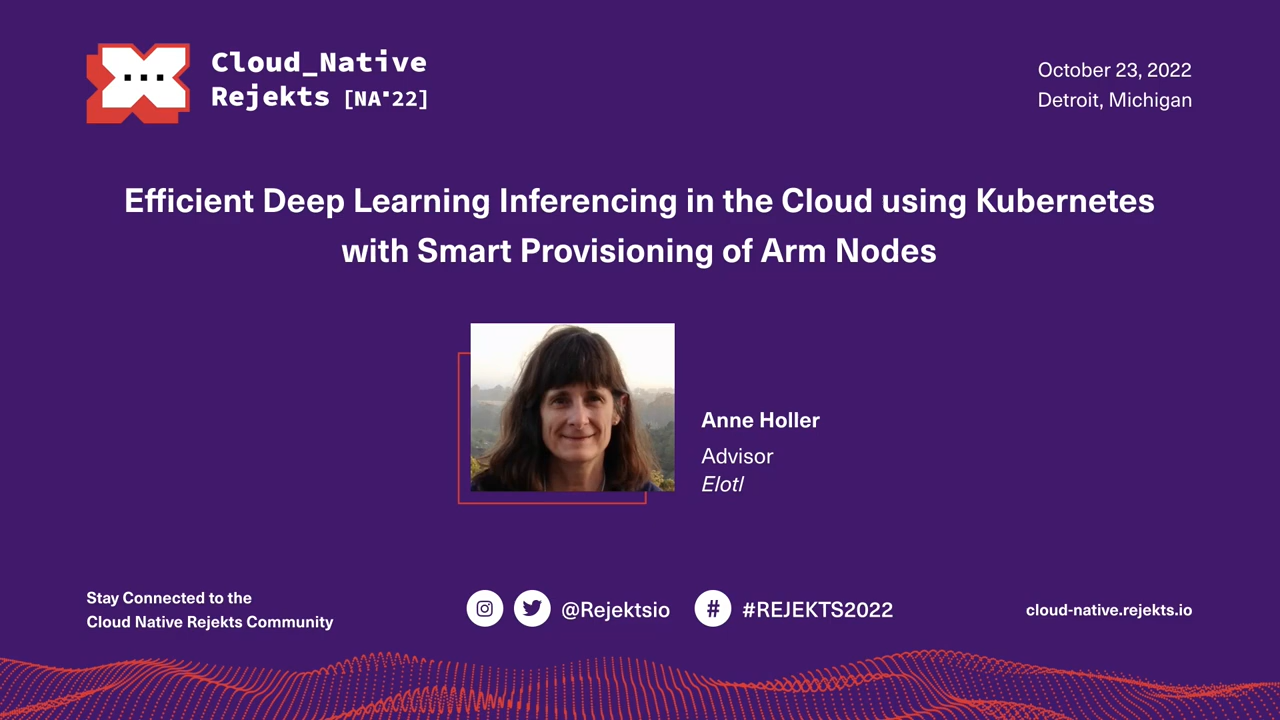 Cloud_Native
Rejekts [NA'22]
October 23, 2022
Detroit, Michigan
Efficient Deep Learning Inferencing in the Cloud using Kubernetes
with Smart Provisioning of Arm Nodes
Anne Holler
Advisor
Elotl
Stay Connected to the
Cloud Native Rejekts Community
@Rejektsio
# #REJEKTS2022
cloud-native.rejekts.io